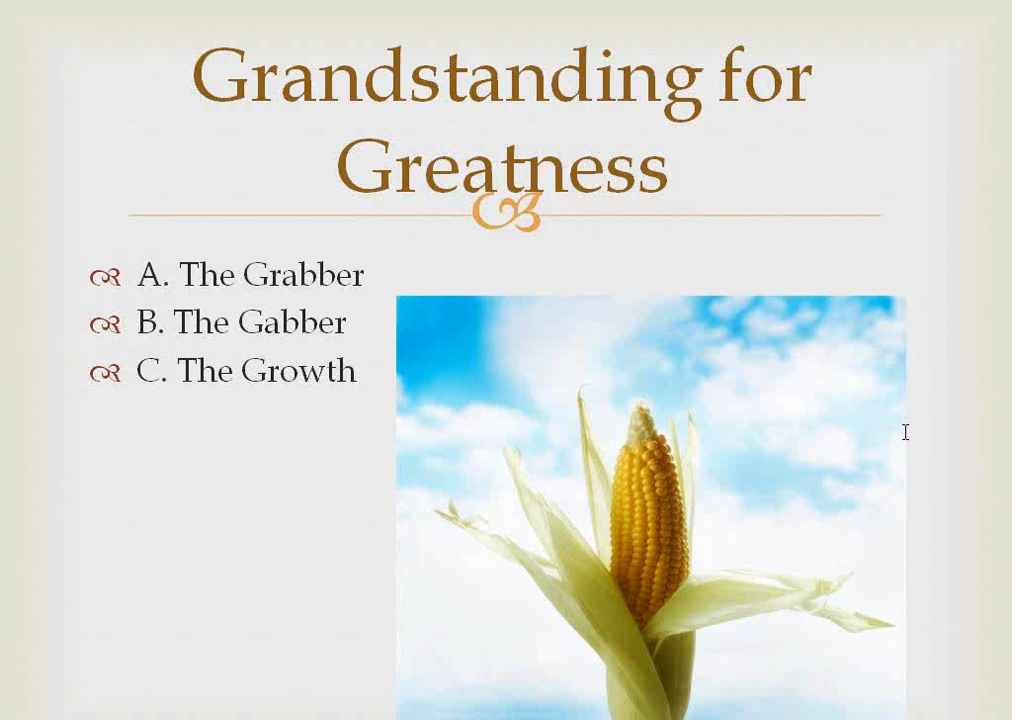 Grandstanding for
Greatness
A. The Grabber
B. The Gabber
C. The Growth